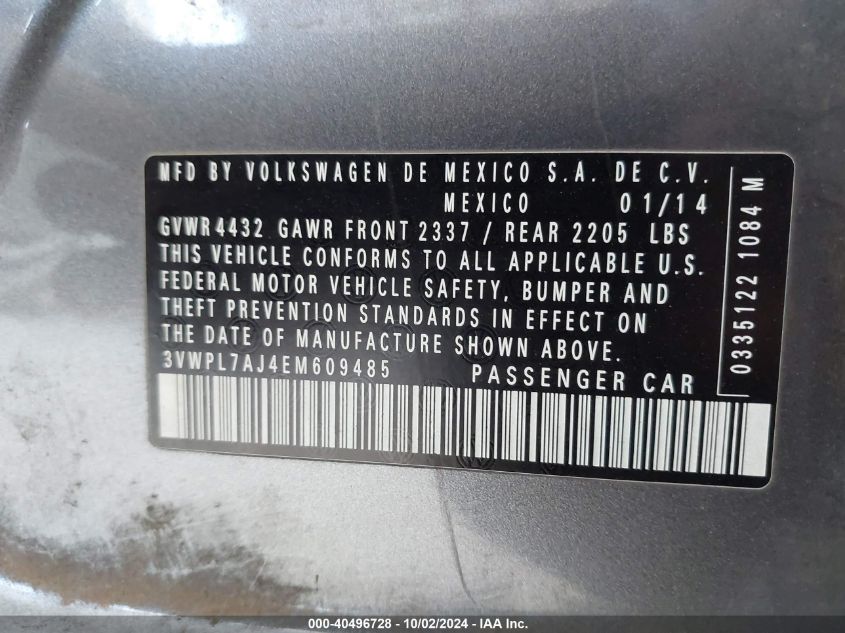 MFD BY VOLKSWAGEN DE MEXICO S.A. DE C.V.
MEXICO 01/14
GVWR 4432 GAWR FRONT 2337 / REAR 2205 LBS
THIS VEHICLE CONFORMS TO ALL APPLICABLE U.S.
FEDERAL MOTOR VEHICLE SAFETY, BUMPER AND
THEFT PREVENTION STANDARDS IN EFFECT ON
THE DATE OF MANUFACTURE SHOWN ABOVE.
3VWPL7AJ4EM609485 PASSENGER CAR
0335122 1084 M
000-40496728 - 10/02/2024 - IAA Inc.